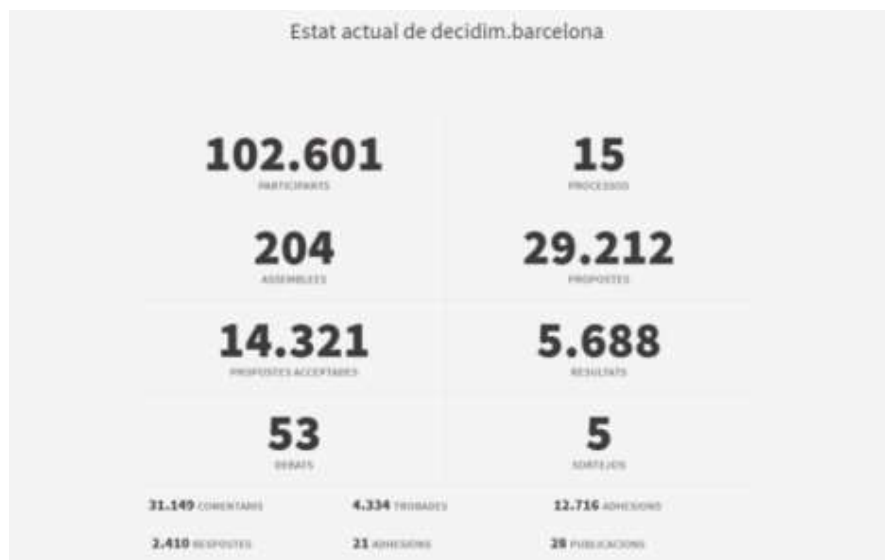 Estat actual de decidim.barcelona
102.601 15
PARTICIPANTS PROCESSOS
204 29.212
ASSEMBLEES PROPOSTES
14.321 5.688
PROPOSTES ACCEPTADES RESULTATS
53 5
DEBATS SORTEJOS
31.149 COMENTARIS 4.334 TROBADES 12.716 ADHESIONS
2.410 RESPOSTES 21 ADHESIONS 28 PUBLICACIONS